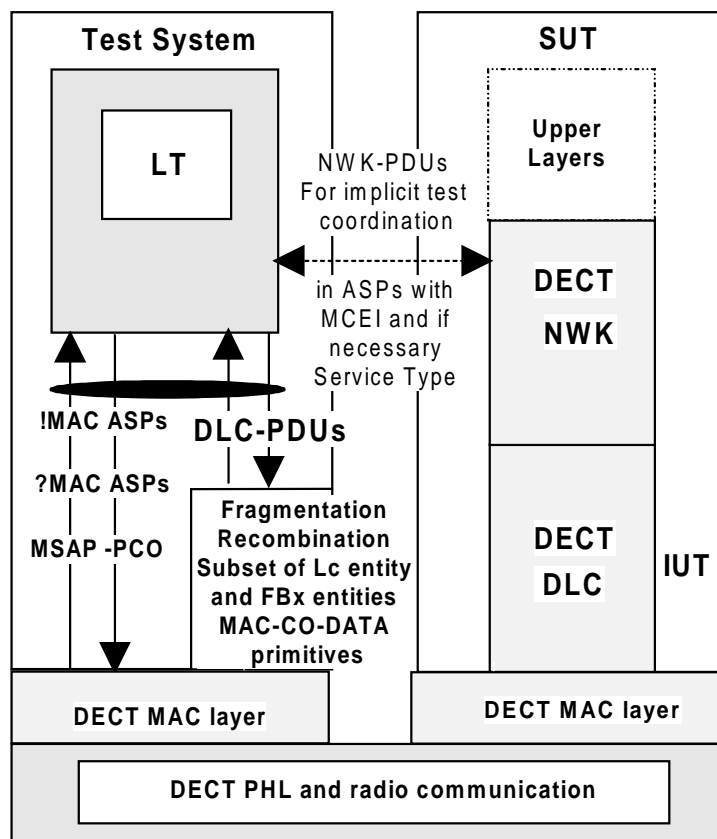 Test System
SUT
LT
Upper
Layers
NWK-PDUs
For implicit test
coordination
in ASPs with
MCEI and if
necessary
Service Type
DECT
NWK
!MAC ASPs
?MAC ASPs
MSAP -PCO
DLC-PDUs
Fragmentation
Recombination
Subset of Lc entity
and FBx entities
MAC-CO-DATA
primitives
DECT
DLC
IUT
DECT MAC layer
DECT MAC layer
DECT PHL and radio communication